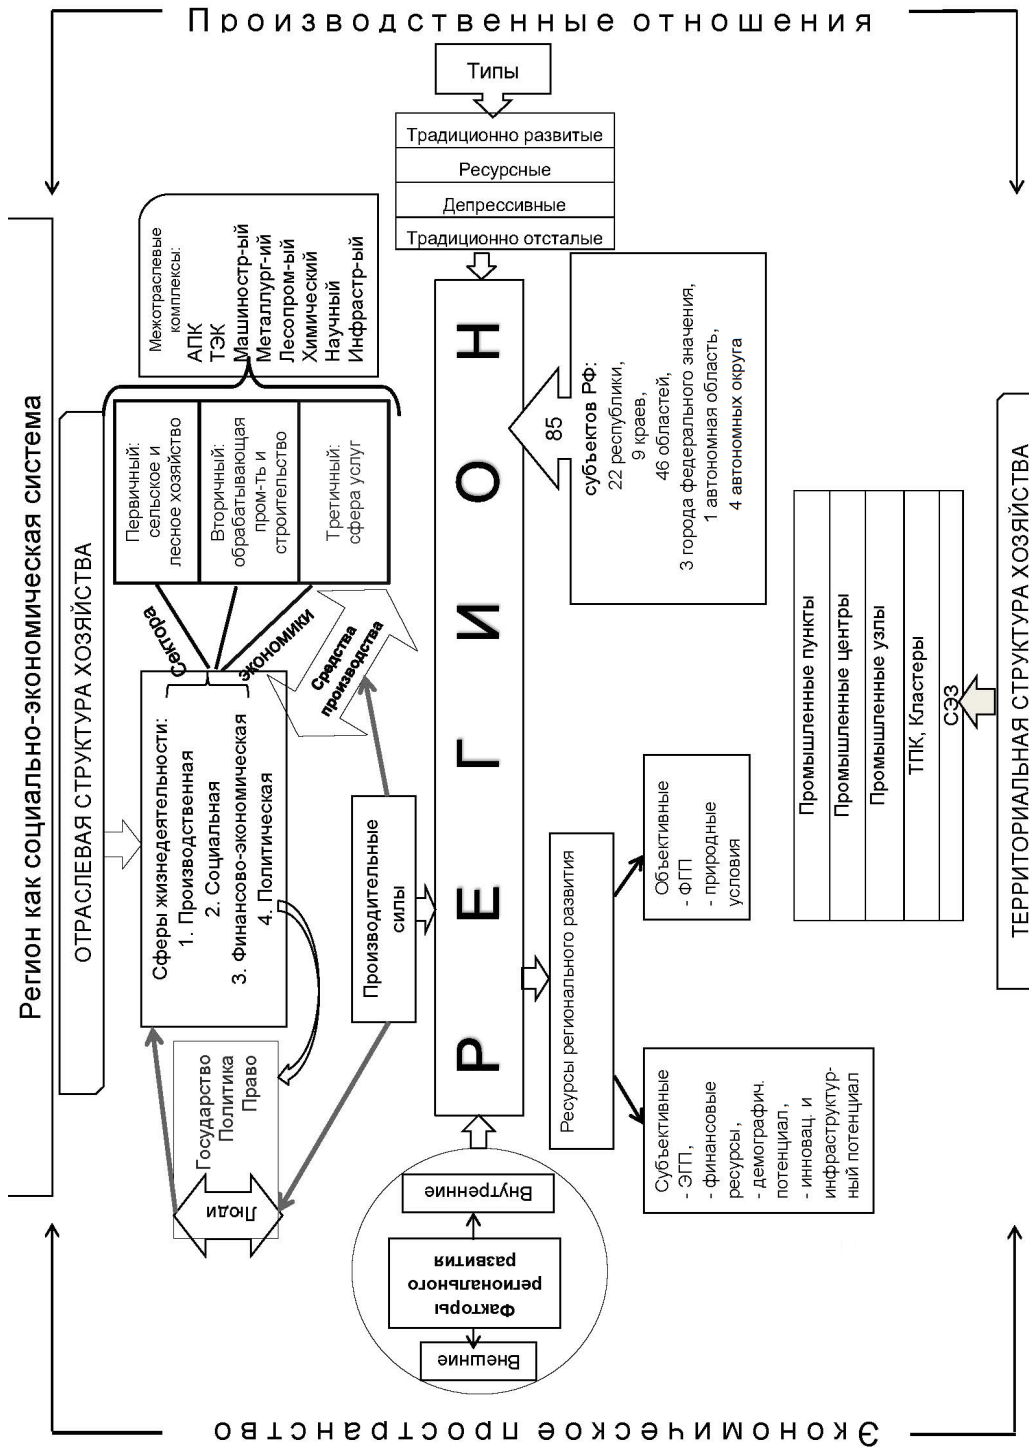 Производственные отношения
Регион как социально-экономическая система
ОТРАСЛЕВАЯ СТРУКТУРА ХОЗЯЙСТВА
Сферы жизнедеятельности:
1. Производственная
2. Социальная
3. Финансово-экономическая
4. Политическая
Государство
Политика
Право
Люди
Сектора
экономики
Первичный:
сельское и
лесное хозяйство
Вторичный:
обрабатывающая
пром-ть и
строительство
Третичный:
сфера услуг
Межотраслевые
комплексы:
АПК
ТЭК
Машиностр-ый
Металлург-ий
Лесопром-ый
Химический
Научный
Инфрастр-ый
Средства
производства
Производительные
силы
Типы
Традиционно развитые
Ресурсные
Депрессивные
Традиционно отсталые
РЕГИОН
Факторы
регионального
развития
Внешние
Внутренние
85
субъектов РФ:
22 республики,
9 краев,
46 областей,
3 города федерального значения,
1 автономная область,
4 автономных округа
Ресурсы регионального развития
Субъективные
- ЭГП,
- финансовые
ресурсы,
- демографич.
потенциал,
- инновац. и
инфраструктур-
ный потенциал
Объективные
- ФГП
- природные
условия
Промышленные пункты
Промышленные центры
Промышленные узлы
ТПК, Кластеры
СЭЗ
ТЕРРИТОРИАЛЬНАЯ СТРУКТУРА ХОЗЯЙСТВА
Экономическое пространство